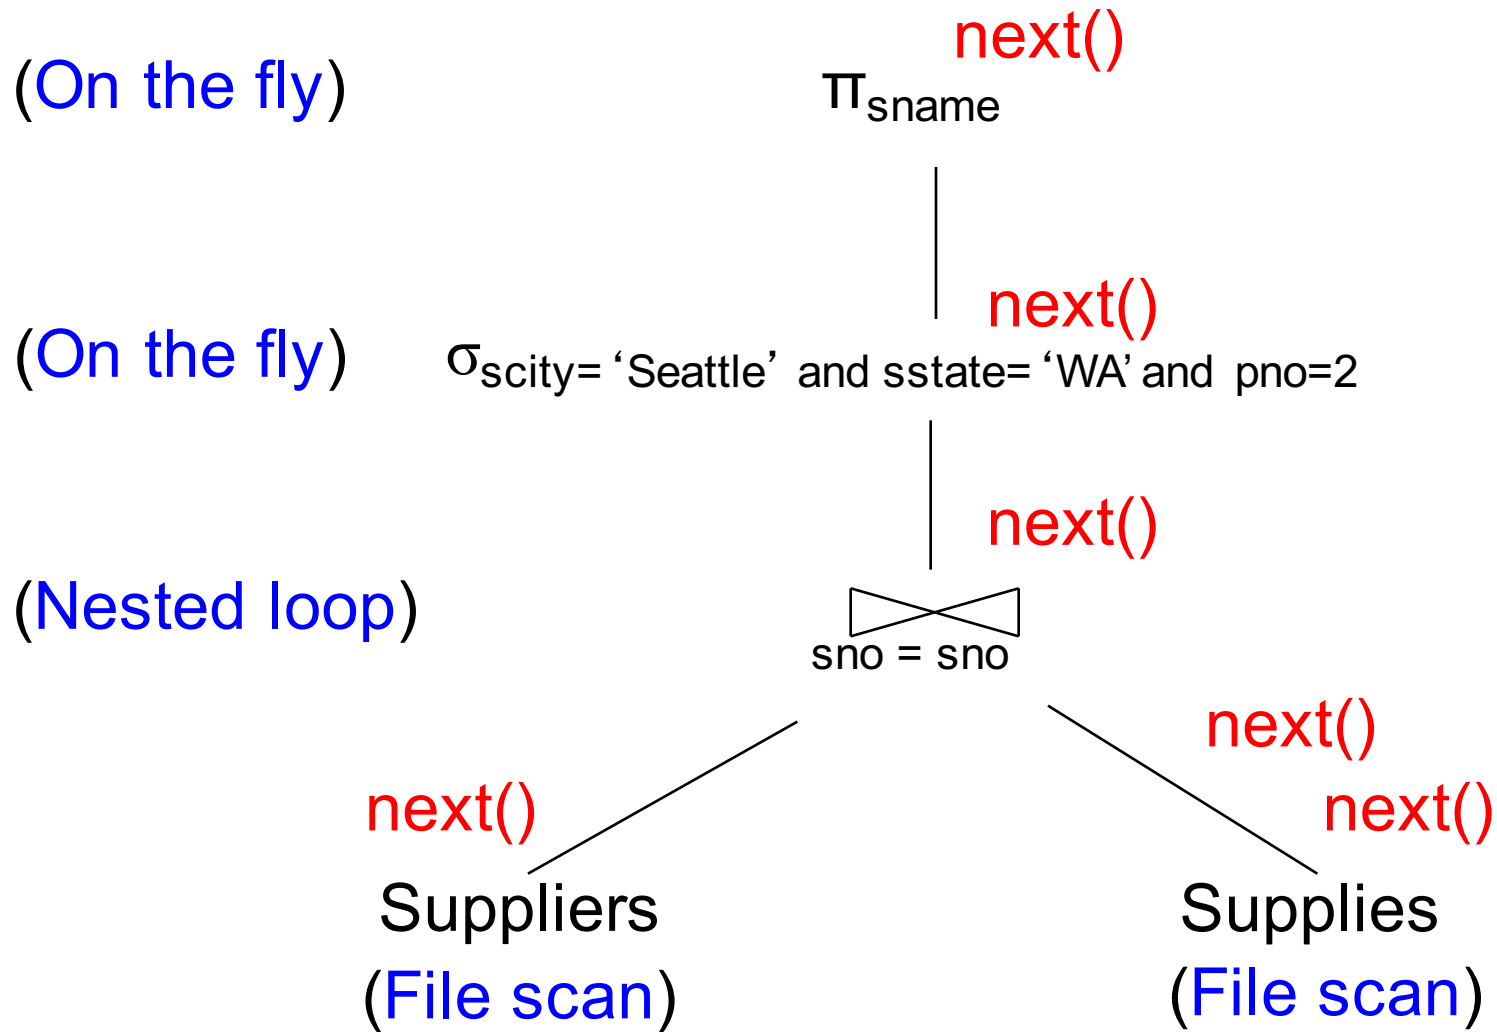 next()
(On the fly) πsname
next()
(On the fly) σscity= ‘Seattle’ and sstate= ‘WA’ and pno=2
next()
(Nested loop)
sno = sno
next()
next() next()
Suppliers Supplies
(File scan) (File scan)